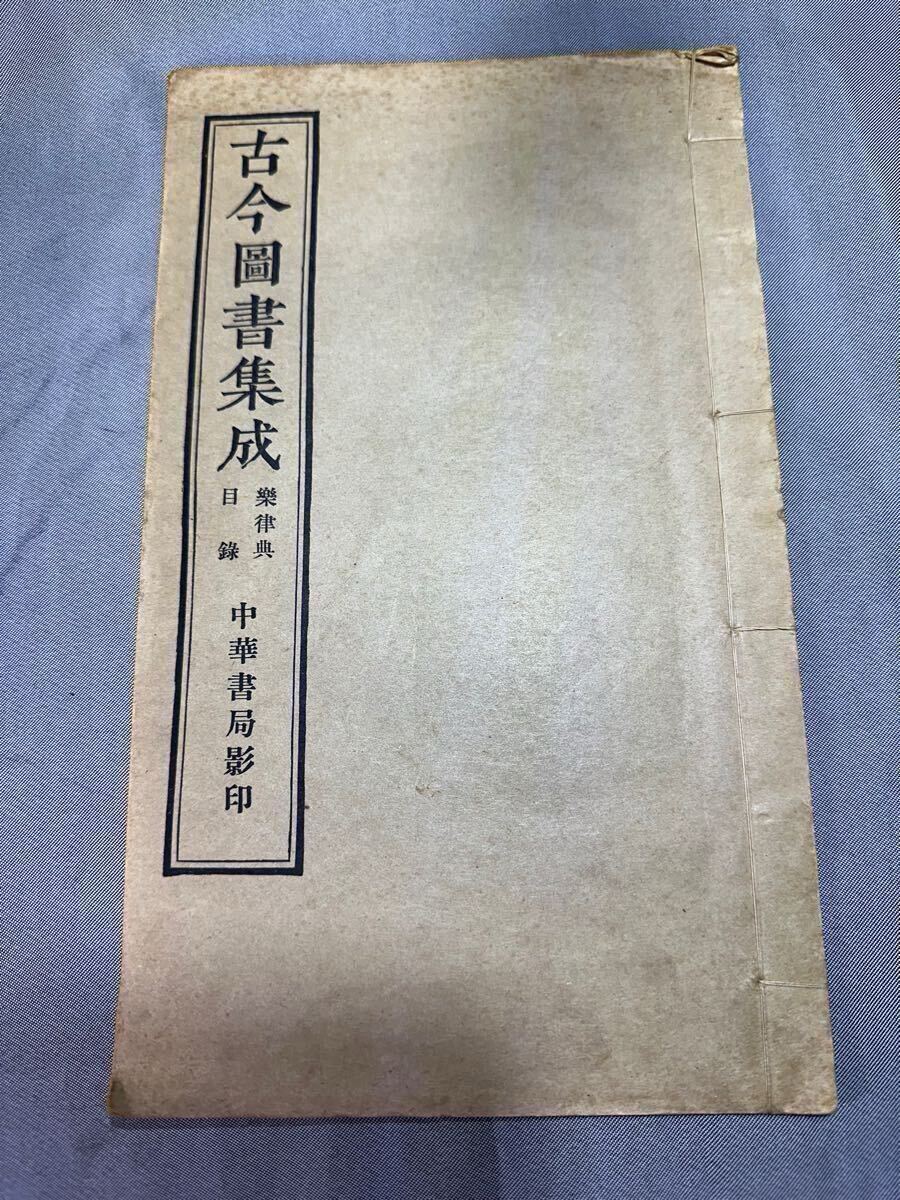 古今圖書集成
樂律典
目錄
中華書局影印